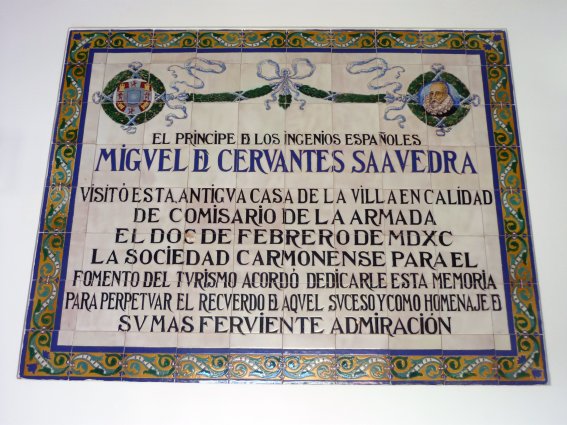 EL PRINCIPE D LOS INGENIOS ESPAÑOLES
MIGVEL D CERVANTES SAAVEDRA
VISITÓ ESTA ANTIGVA CASA DE LA VILLA EN CALIDAD
DE COMISARIO DE LA ARMADA
EL DOS DE FEBRERO DE MDXC
LA SOCIEDAD CARMONENSE PARA EL
FOMENTO DEL TVRISMO ACORDÓ DEDICARLE ESTA MEMORIA
PARA PERPETVAR EL RECVERDO D AQVEL SVCESO Y COMO HOMENAJE D
SV MAS FERVIENTE ADMIRACIÓN